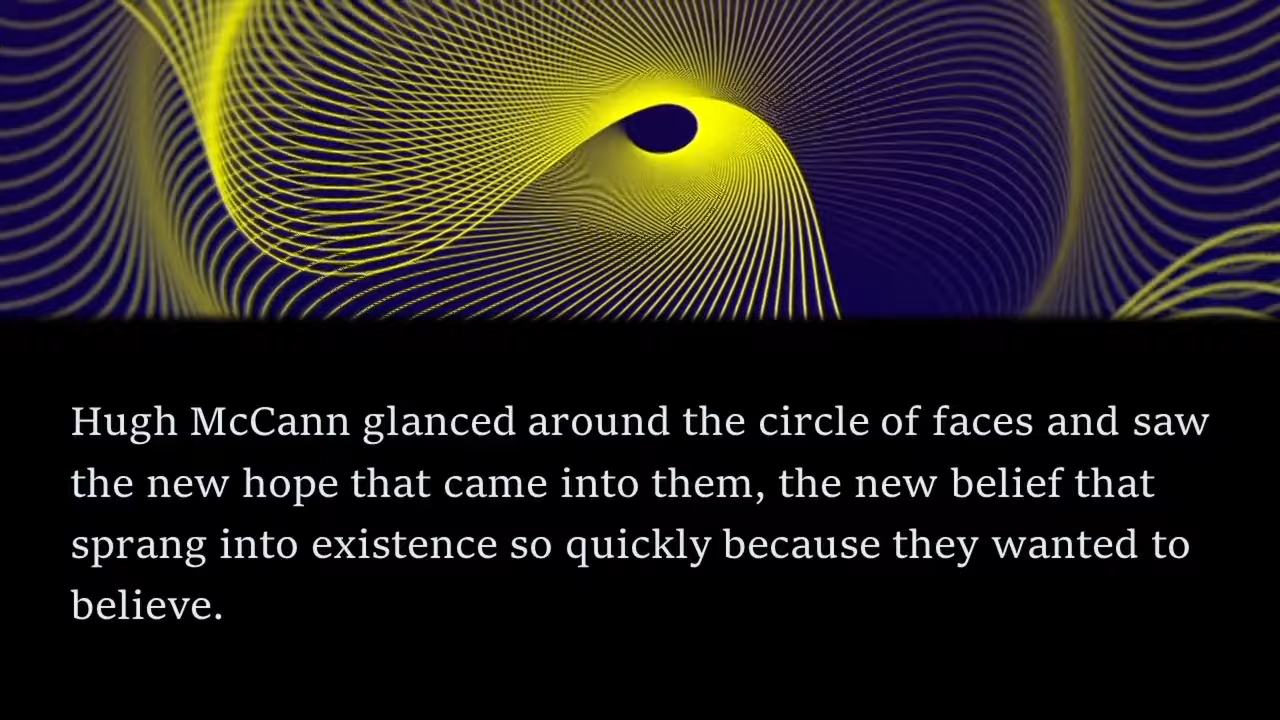 Hugh McCann glanced around the circle of faces and saw
the new hope that came into them, the new belief that
sprang into existence so quickly because they wanted to
believe.